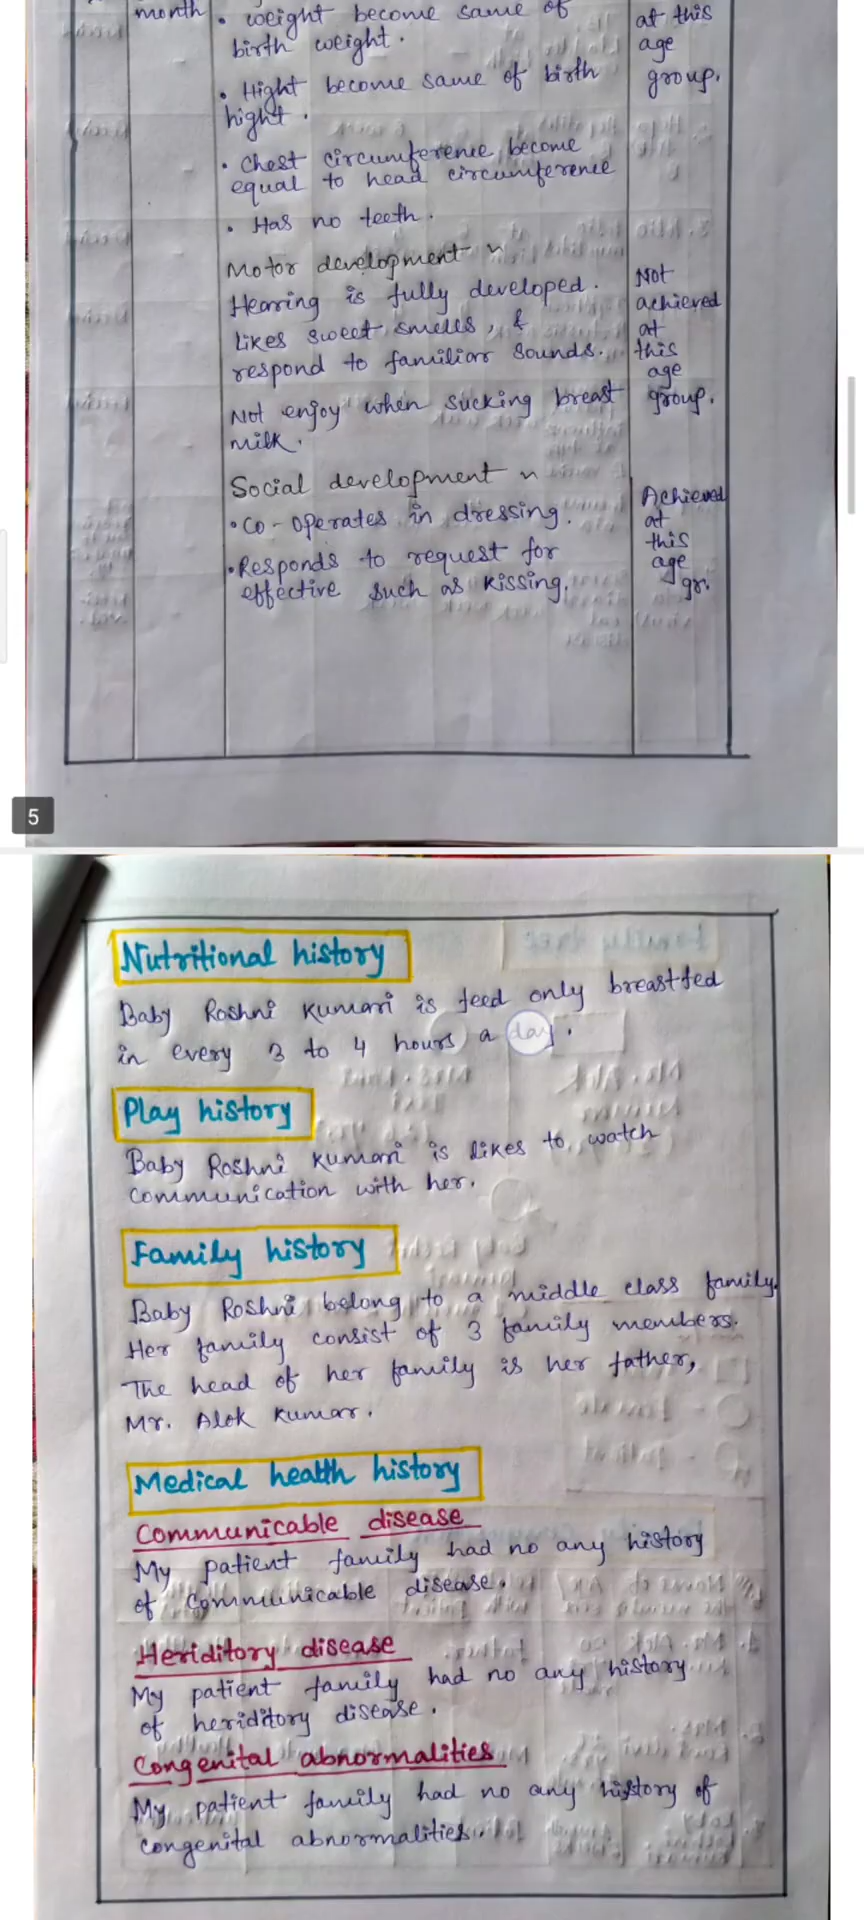 month
• weight become same of
birth weight.
• Hight become same of birth
hight.
• Chest circumference become
equal to head circumference
• Has no teeth.
at this
age
group.
Motor development
Hearing is fully developed.
likes sweet smells, &
respond to familiar sounds.
Not enjoy when sucking breast
milk.
Not
achieved
at
this
age
group.
Social development
• Co-operates in dressing.
• Responds to request for
effective such as kissing.
Achieved
at
this
age
gr.
5
Nutritional history
Baby Roshni Kumari is feed only breastfed
in every 3 to 4 hours a day.
Play history
Baby Roshni Kumari is likes to watch
communication with her.
Family history
Baby Roshni belong to a middle class family.
Her family consist of 3 family members.
The head of her family is her father,
Mr. Alok Kumar.
Medical health history
Communicable disease
My patient family had no any history
of communicable disease.
Heriditory disease
My patient family had no any history
of heriditory disease.
Congenital abnormalities
My patient family had no any history of
congenital abnormalities.